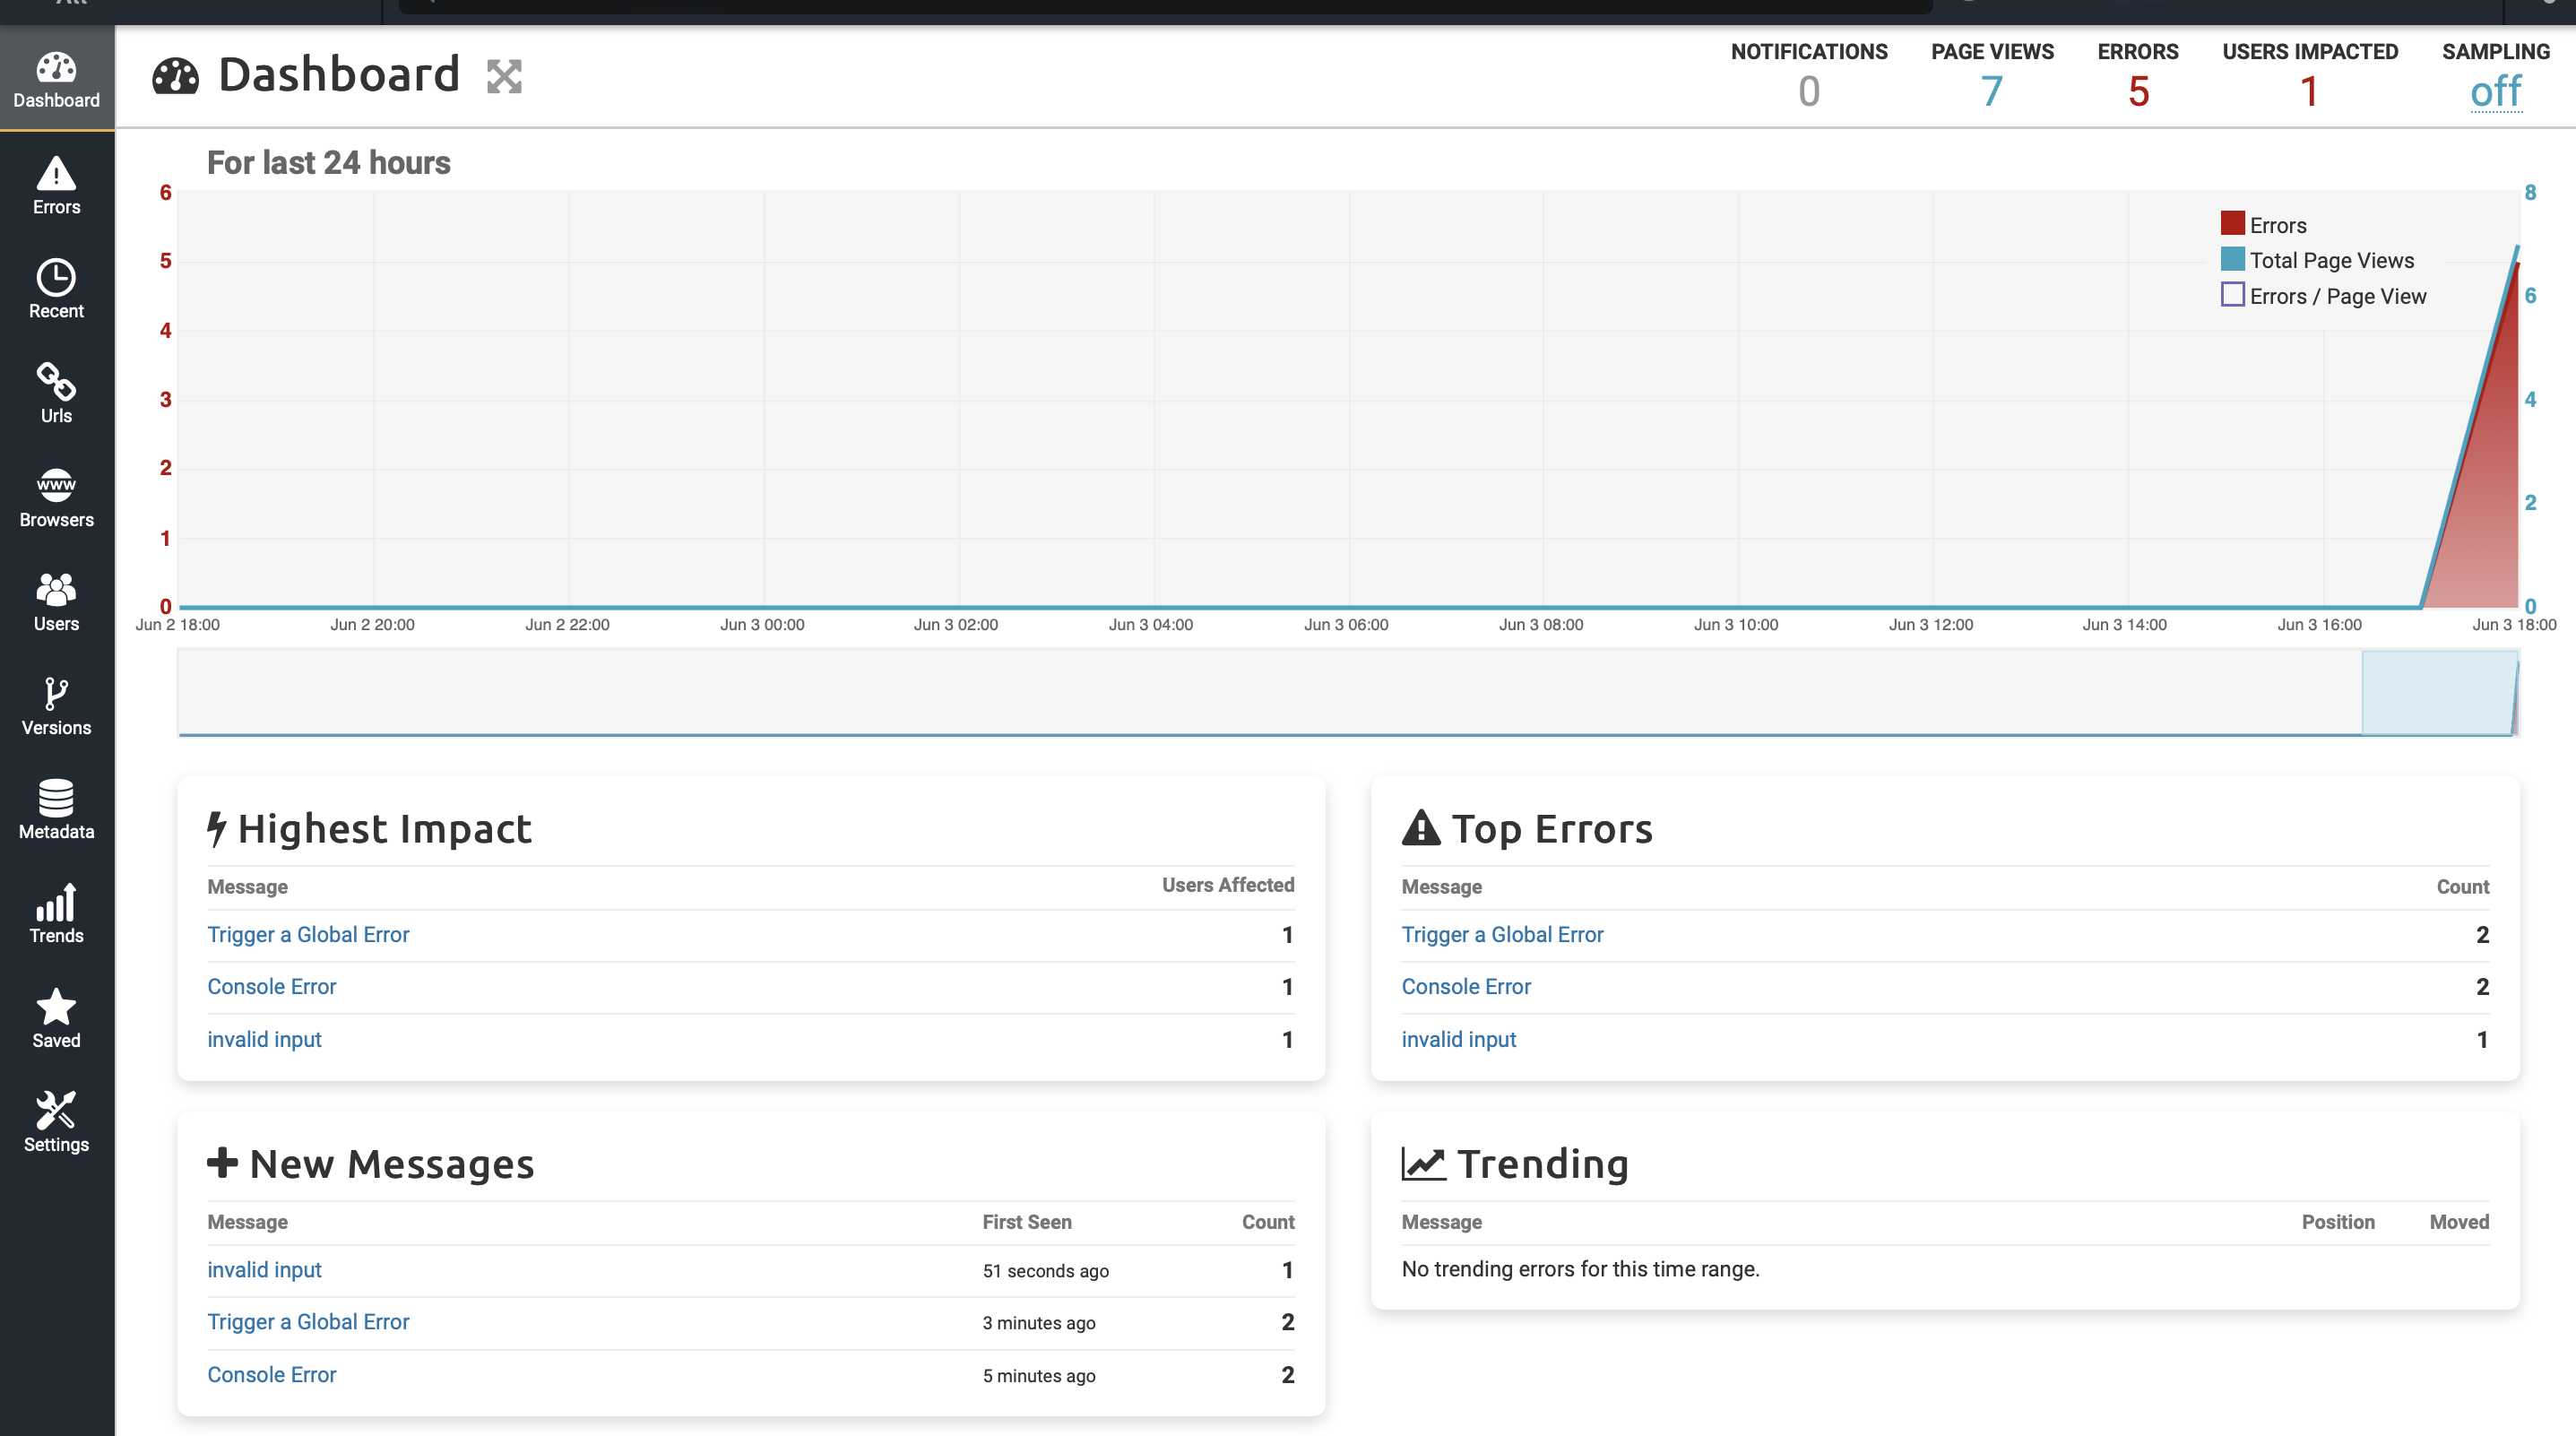 Dashboard
Errors
Recent
Urls
WWW
Browsers
Users
Versions
Metadata
Trends
Saved
Settings
Dashboard
NOTIFICATIONS PAGE VIEWS ERRORS USERS IMPACTED SAMPLING
0 7 5 1 off
For last 24 hours
6 8
Errors
5 Total Page Views
Errors / Page View 6
4
3 4
2
2
1
0 0
Jun 2 18:00 Jun 2 20:00 Jun 2 22:00 Jun 3 00:00 Jun 3 02:00 Jun 3 04:00 Jun 3 06:00 Jun 3 08:00 Jun 3 10:00 Jun 3 12:00 Jun 3 14:00 Jun 3 16:00 Jun 3 18:00
Highest Impact
Message Users Affected
Trigger a Global Error 1
Console Error 1
invalid input 1
Top Errors
Message Count
Trigger a Global Error 2
Console Error 2
invalid input 1
New Messages
Message First Seen Count
invalid input 51 seconds ago 1
Trigger a Global Error 3 minutes ago 2
Console Error 5 minutes ago 2
Trending
Message Position Moved
No trending errors for this time range.